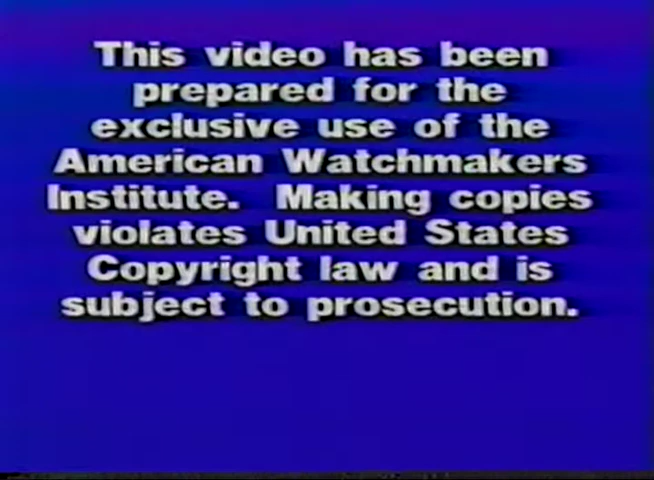 This video has been
prepared for the
exclusive use of the
American Watchmakers
Institute.  Making copies
violates United States
Copyright law and is
subject to prosecution.